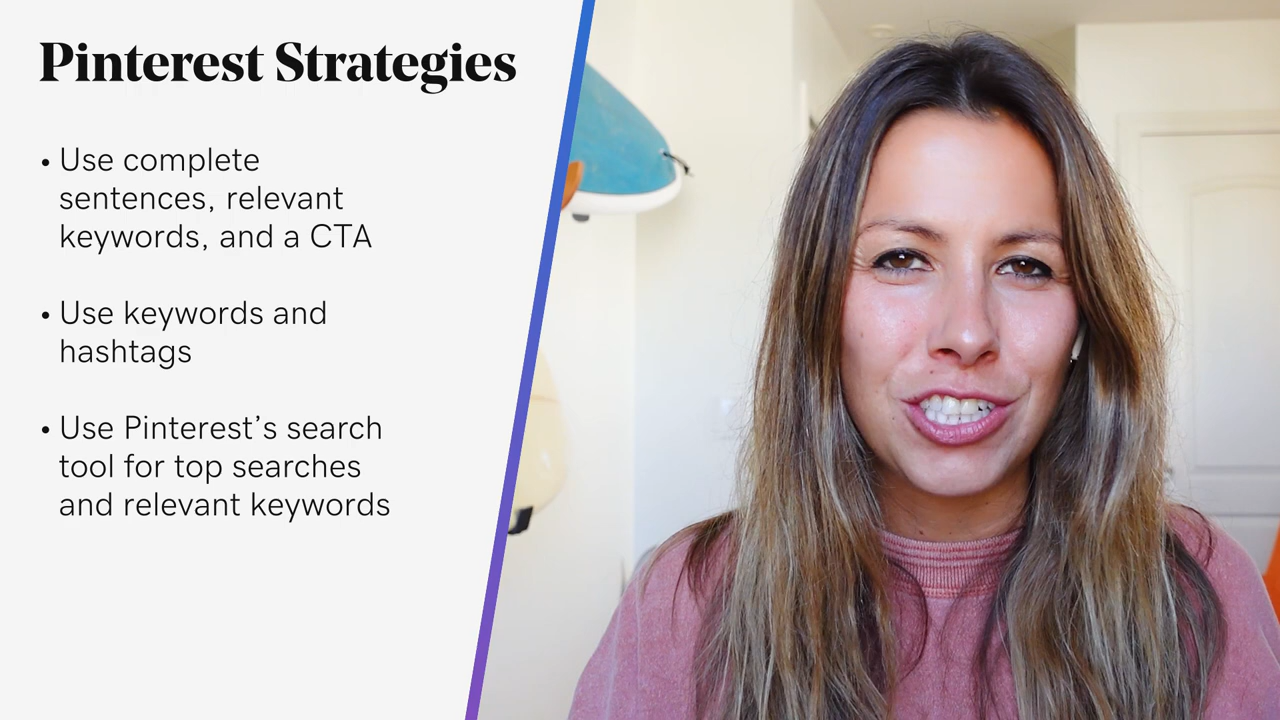 Pinterest Strategies
• Use complete
sentences, relevant
keywords, and a CTA
• Use keywords and
hashtags
• Use Pinterest’s search
tool for top searches
and relevant keywords